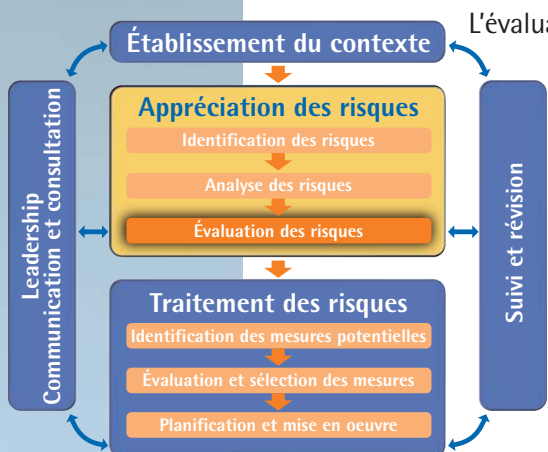 L'évalua
Établissement du contexte
Appréciation des risques
Identification des risques
Analyse des risques
Évaluation des risques
Traitement des risques
Identification des mesures potentielles
Évaluation et sélection des mesures
Planification et mise en oeuvre
Leadership
Communication et consultation
Suivi et révision